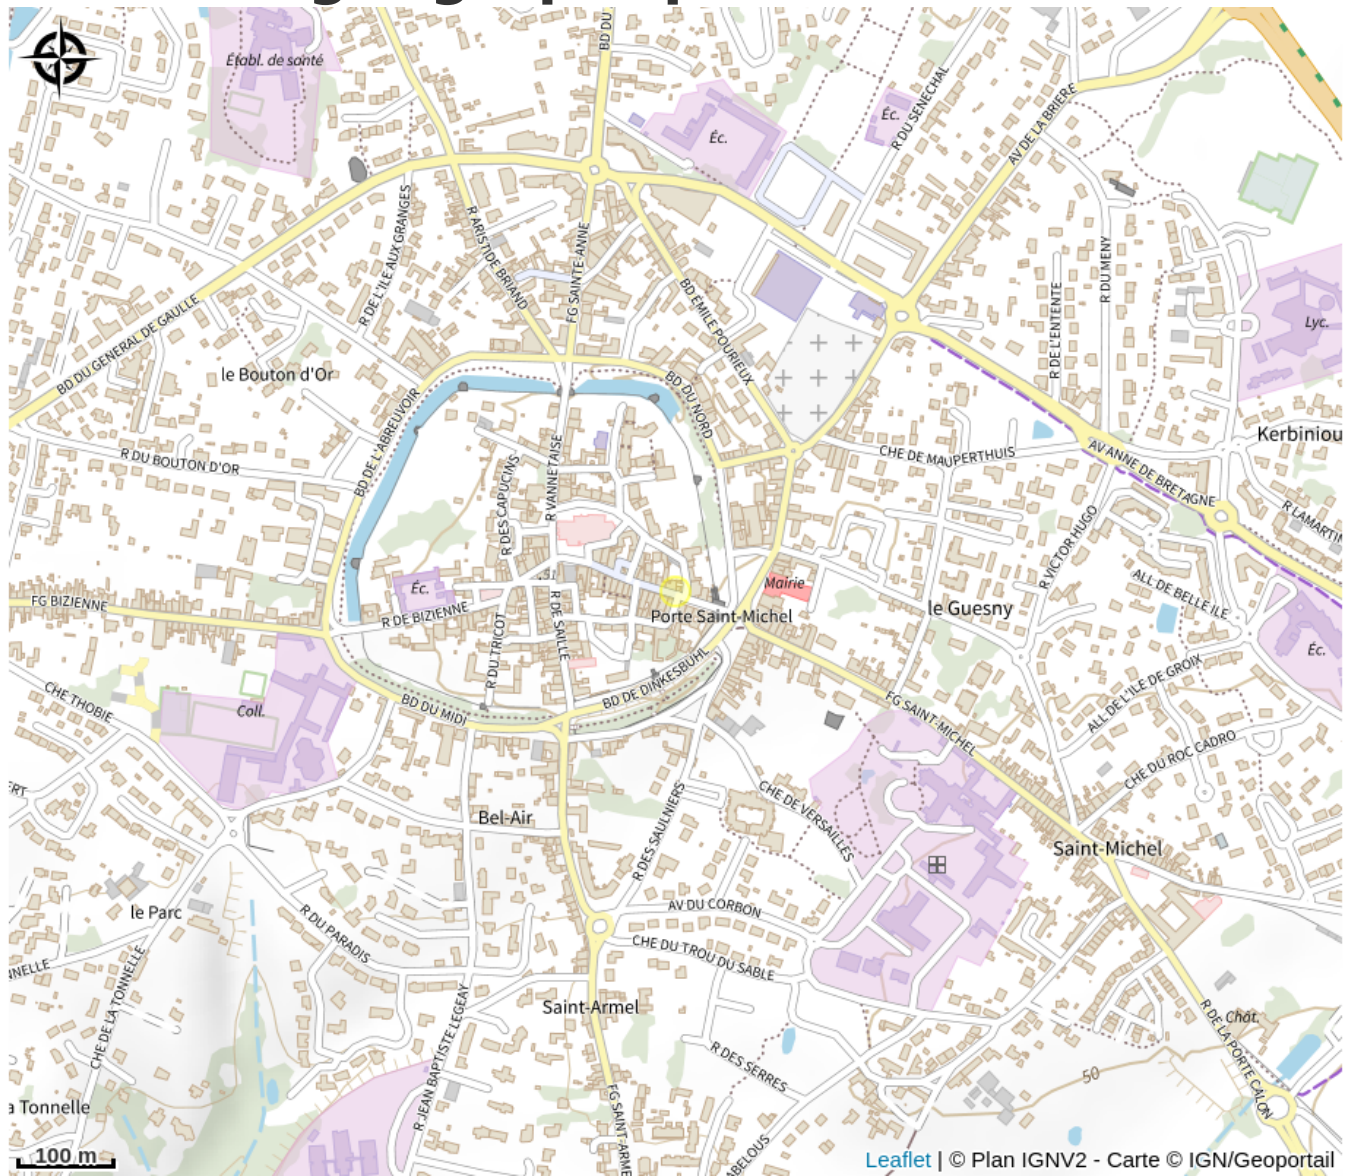 BD DU
Établ. de santé
R DU SENECHAL
AV DE LA BRIERE
Éc.
Éc.
R DE L'ILE AUX GRANGES
R ARISTIDE BRIAND
FG SAINTE-ANNE
BD ÉMILE POURIEUX
R DU MENY
R DE L'ENTENTE
Lyc.
BD DU GENERAL DE GAULLE
le Bouton d'Or
BD DE L'ABREUVOIR
BD DU NORD
Kerbiniou
R DU BOUTON D'OR
R VANNETAISE
R DES CAPUCINS
CHE DE MAUPERTHUIS
AV ANNE DE BRETAGNE
R LAMARTIN
R VICTOR HUGO
51
Éc.
Mairie
ALL DE BELLE ILE
FG BIZIENNE
R DE BIZIENNE
R DE SAILLE
Porte Saint-Michel
le Guesny
R DU TRICOT
Éc.
BD DE DINKESBUHL
ALL DE L'ILE DE GROIX
CHE THOBIE
Coll.
BD DU MIDI
FG SAINT-MICHEL
CHE DU ROC CADRO
ERT
Bel-Air
R DES SAULNIERS
CHE DE VERSAILLES
Saint-Michel
le Parc
R DU PARADIS
AV DU CORBON
CHE DU TROU DU SABLE
NNELLE
CHE DE LA TONNELLE
Saint-Armel
R JEAN BAPTISTE LEGEAY
R DE LA PORTE CALON
Chât.
R DES SERRES
50
a Tonnelle
FG SAINT-ARME
ABELOUS
100 m
Leaflet | © Plan IGNV2 - Carte © IGN/Geoportail